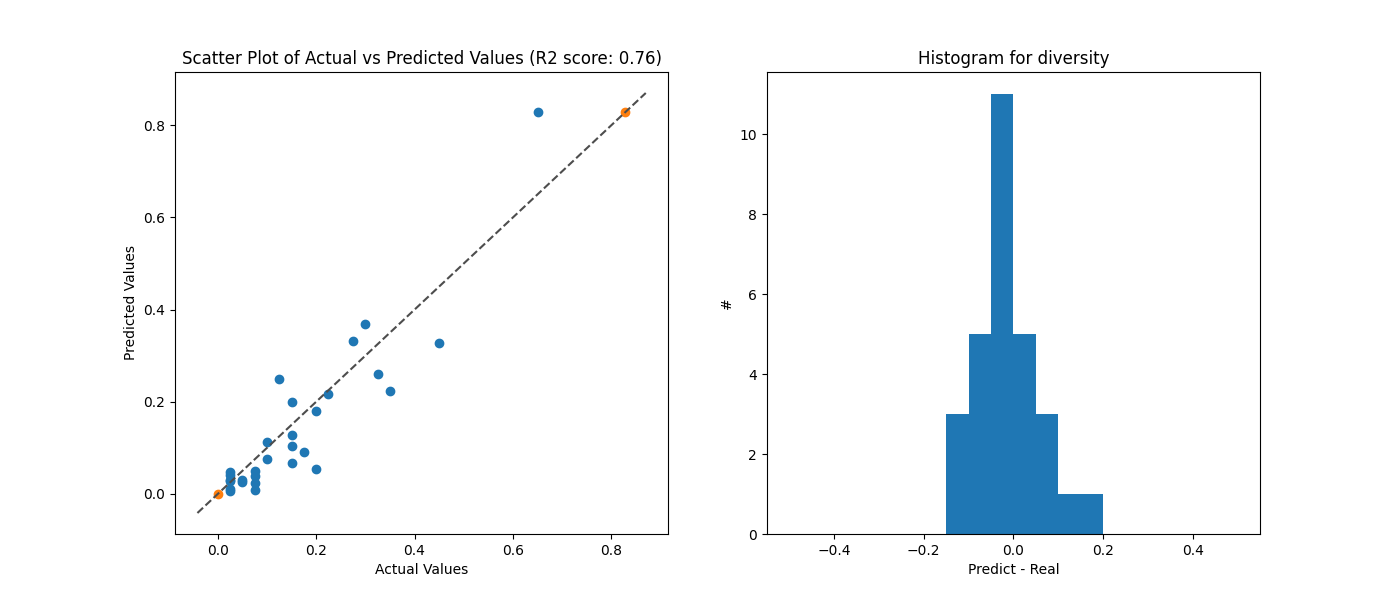 Scatter Plot of Actual vs Predicted Values (R2 score: 0.76)
0.8
0.6
0.4
0.2
0.0
Predicted Values
0.0 0.2 0.4 0.6 0.8
Actual Values
Histogram for diversity
10
8
6
4
2
0
#
−0.4 −0.2 0.0 0.2 0.4
Predict - Real